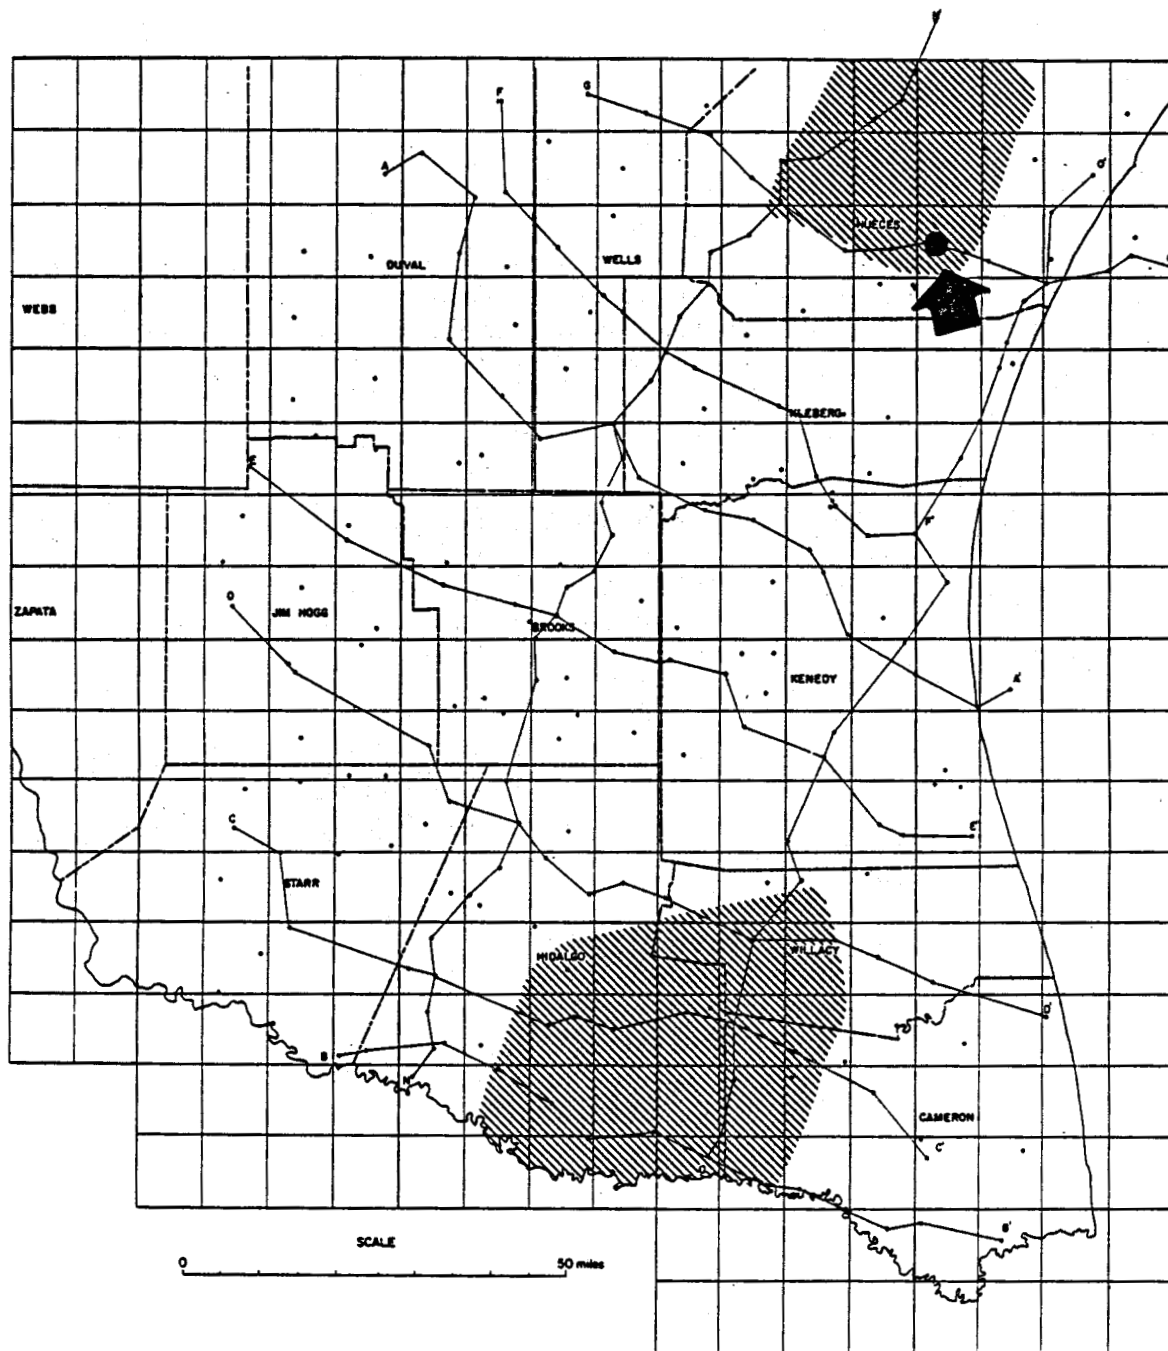 F
G
A
NUECES
G'
DUVAL
WELLS
WEBB
KLEBERG
E
F'
D
ZAPATA
JIM HOGG
BROOKS
KENEDY
A'
C
E'
STARR
HIDALGO
WILLACY
D'
B
N
CAMERON
C'
B'
SCALE
0
50 miles